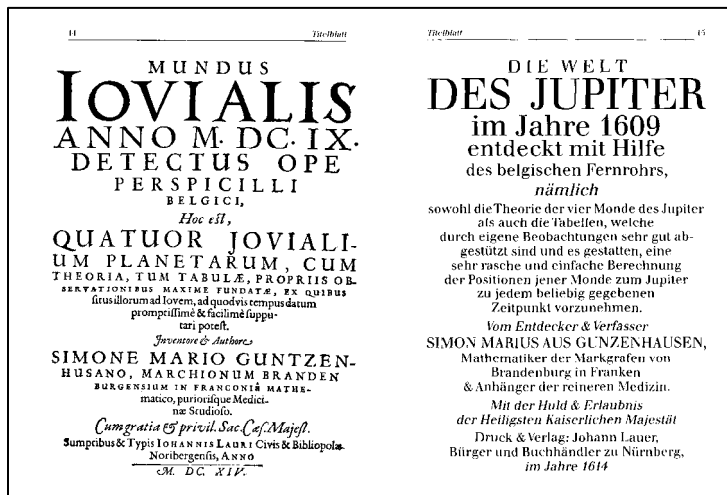 14 Titelblatt
MUNDUS
IOVIALIS
ANNO M. DC. IX.
DETECTUS OPE
PERSPICILLI
BELGICI,
Hoc est,
QUATUOR JOVIALI-
UM PLANETARUM, CUM
THEORIA, TUM TABULÆ, PROPRIIS OB-
SERVATIONIBUS MAXIME FUNDATÆ, EX QUIBUS
situs illorum ad Iovem, ad quodvis tempus datum
promptissimè & facilimè suppu-
tari potest.
Inventore & Authore
SIMONE MARIO GUNTZEN-
HUSANO, MARCHIONUM BRANDEN
BURGENSIUM IN FRANCONIA MATHE-
matico, puriorisque Medici-
næ Studioso.
Cum gratia & privil. Sac. Cæs. Majest.
Sumptibus & Typis IOHANNIS LAURI Civis & Bibliopolæ
Noribergensis, ANNO
M. DC. XIV.
Titelblatt 15
DIE WELT
DES JUPITER
im Jahre 1609
entdeckt mit Hilfe
des belgischen Fernrohrs,
nämlich
sowohl die Theorie der vier Monde des Jupiter
als auch die Tabellen, welche
durch eigene Beobachtungen sehr gut ab-
gestützt sind und es gestatten, eine
sehr rasche und einfache Berechnung
der Positionen jener Monde zum Jupiter
zu jedem beliebig gegebenen
Zeitpunkt vorzunehmen.
Vom Entdecker & Verfasser
SIMON MARIUS AUS GUNZENHAUSEN,
Mathematiker der Markgrafen von
Brandenburg in Franken
& Anhänger der reineren Medizin.
Mit der Huld & Erlaubnis
der Heiligsten Kaiserlichen Majestät
Druck & Verlag: Johann Lauer,
Bürger und Buchhändler zu Nürnberg,
im Jahre 1614